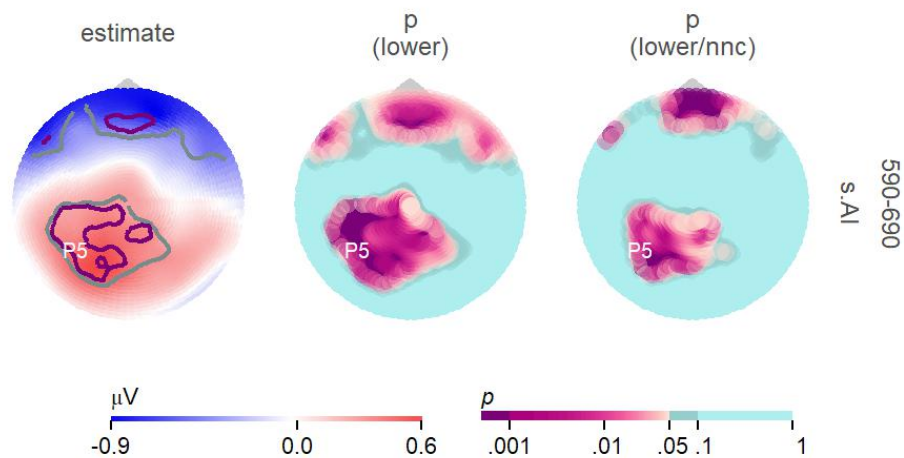 estimate
p
(lower)
p
(lower/nnc)
590-690
s.AI
P5
P5
P5
μV
-0.9
0.0
0.6
p
.001
.01
.05
.1
1